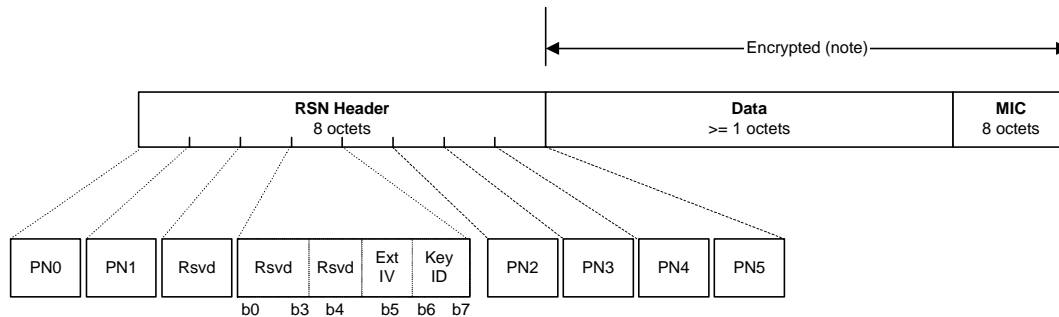 Encrypted (note)
RSN Header
8 octets
Data
>= 1 octets
MIC
8 octets
PN0
PN1
Rsvd
Rsvd
Rsvd
Ext
IV
Key
ID
PN2
PN3
PN4
PN5
b0 b3 b4 b5 b6 b7